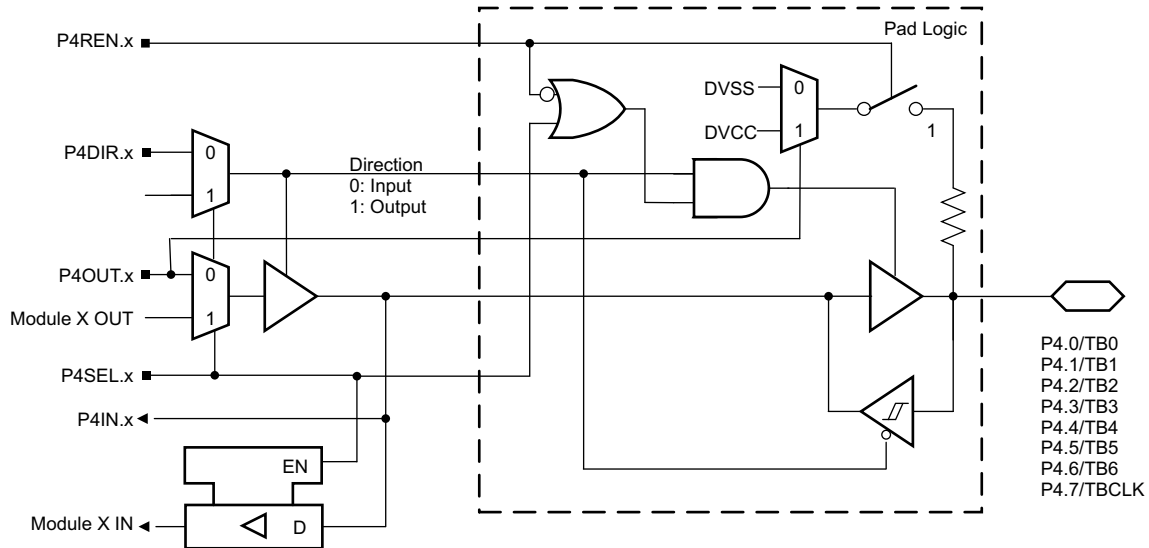 Pad Logic
P4REN.x
DVSS
0
DVCC
1
1
P4DIR.x
0
1
Direction
0: Input
1: Output
P4OUT.x
0
Module X OUT
1
P4SEL.x
P4IN.x
EN
Module X IN
D
P4.0/TB0
P4.1/TB1
P4.2/TB2
P4.3/TB3
P4.4/TB4
P4.5/TB5
P4.6/TB6
P4.7/TBCLK